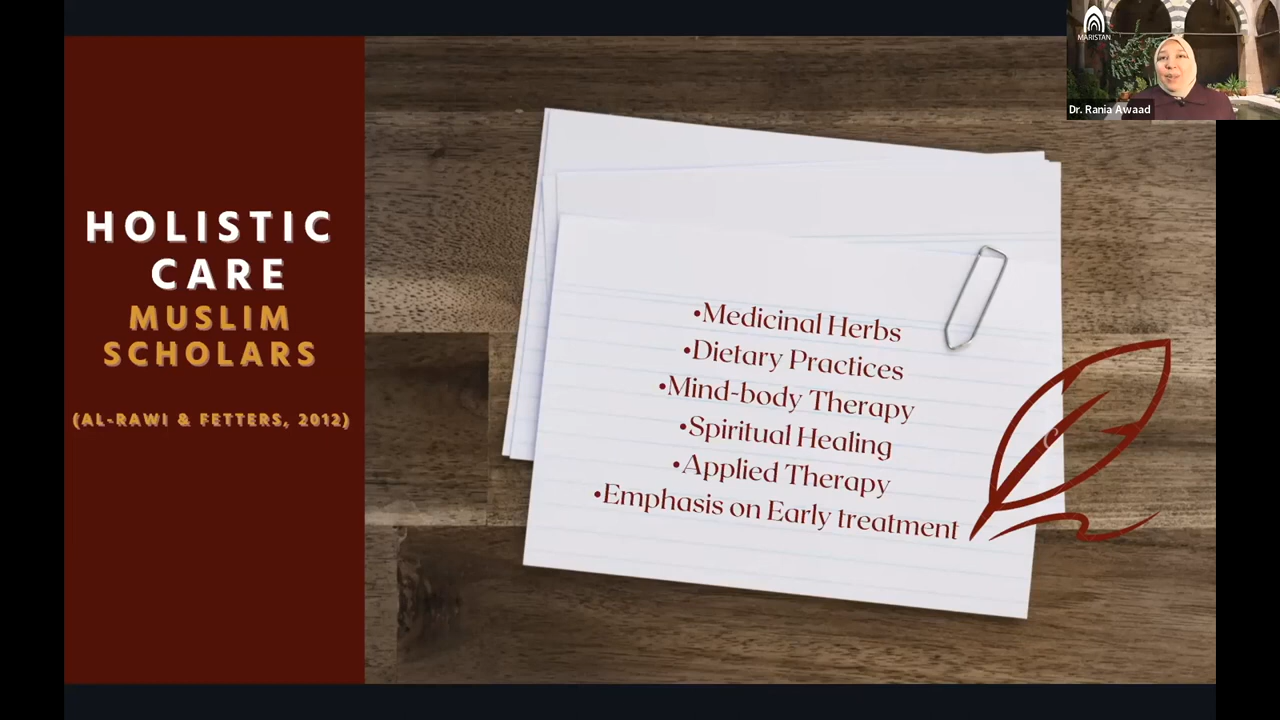 HOLISTIC
CARE
MUSLIM
SCHOLARS
(AL-RAWI & FETTERS, 2012)
•Medicinal Herbs
•Dietary Practices
•Mind-body Therapy
•Spiritual Healing
•Applied Therapy
•Emphasis on Early treatment
MARISTAN
Dr. Rania Awaad